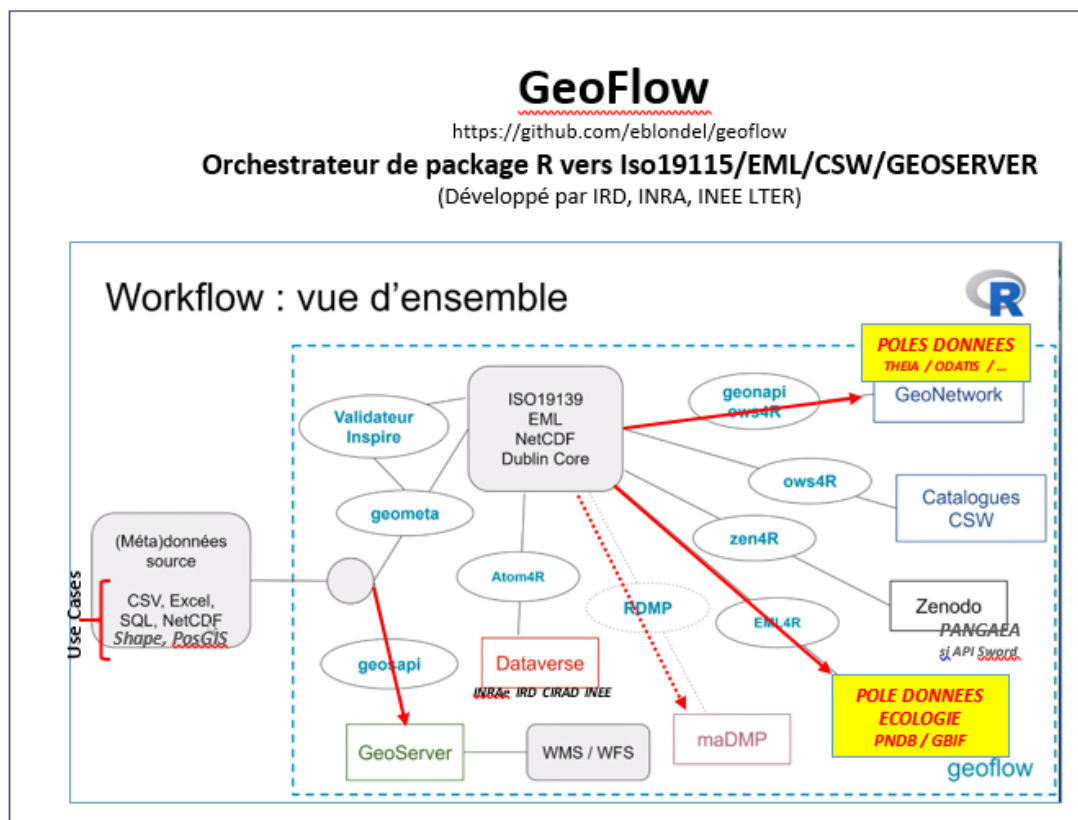 GeoFlow
https://github.com/eblondel/geoflow
Orchestrateur de package R vers Iso19115/EML/CSW/GEOSERVER
(Développé par IRD, INRA, INEE LTER)
Workflow : vue d'ensemble
R
POLES DONNEES
THEIA / ODATIS / ...
GeoNetwork
geonapi
ows4R
ISO19139
EML
NetCDF
Dublin Core
Validateur
Inspire
ows4R
Catalogues
CSW
geometa
zen4R
(Méta)données
source
CSV, Excel,
SQL, NetCDF
Shape, PosGIS
Use Cases
Atom4R
RDMP
EML4R
Zenodo
PANGAEA
si API Sword
geosapi
Dataverse
INRAe IRD CIRAD INEE
POLE DONNEES
ECOLOGIE
PNDB / GBIF
GeoServer
WMS / WFS
maDMP
geoflow